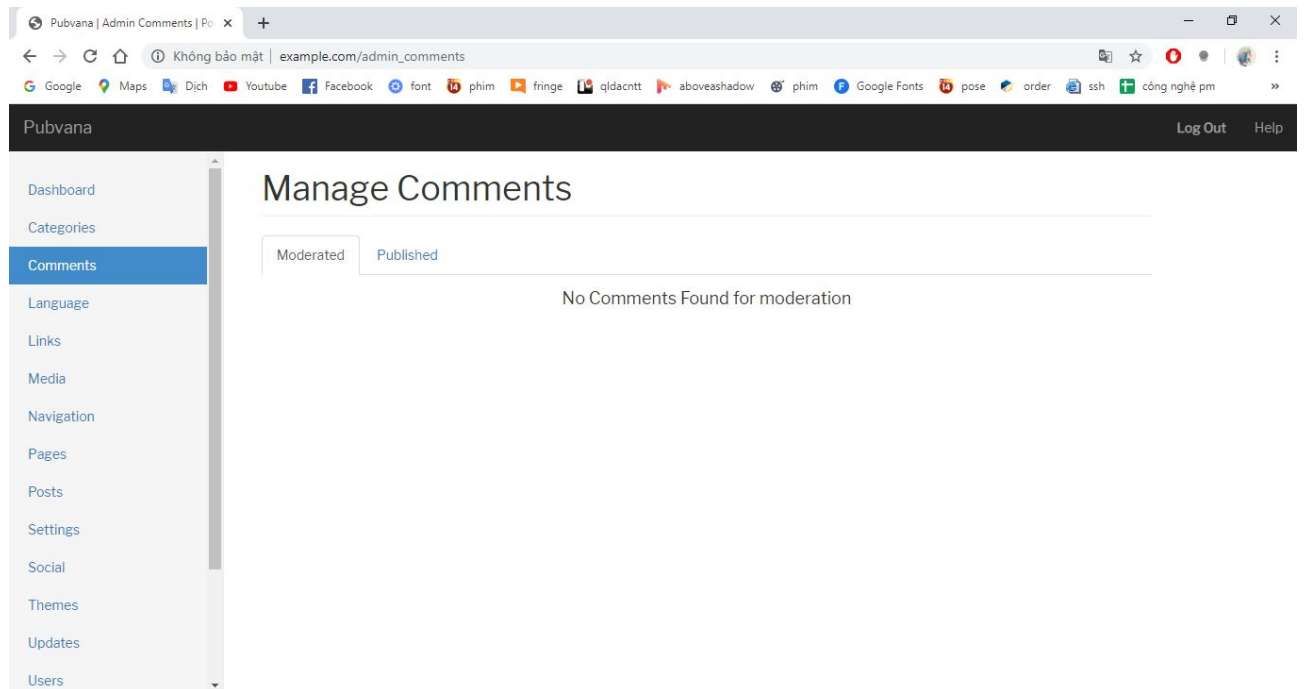 Pubvana | Admin Comments | Po
Không bảo mật | example.com/admin_comments
Google Maps Dịch Youtube Facebook font phim fringe qldacntt aboveashadow phim Google Fonts pose order ssh công nghệ pm »
Pubvana Log Out Help
Dashboard
Categories
Comments
Language
Links
Media
Navigation
Pages
Posts
Settings
Social
Themes
Updates
Users
Manage Comments
Moderated Published
No Comments Found for moderation